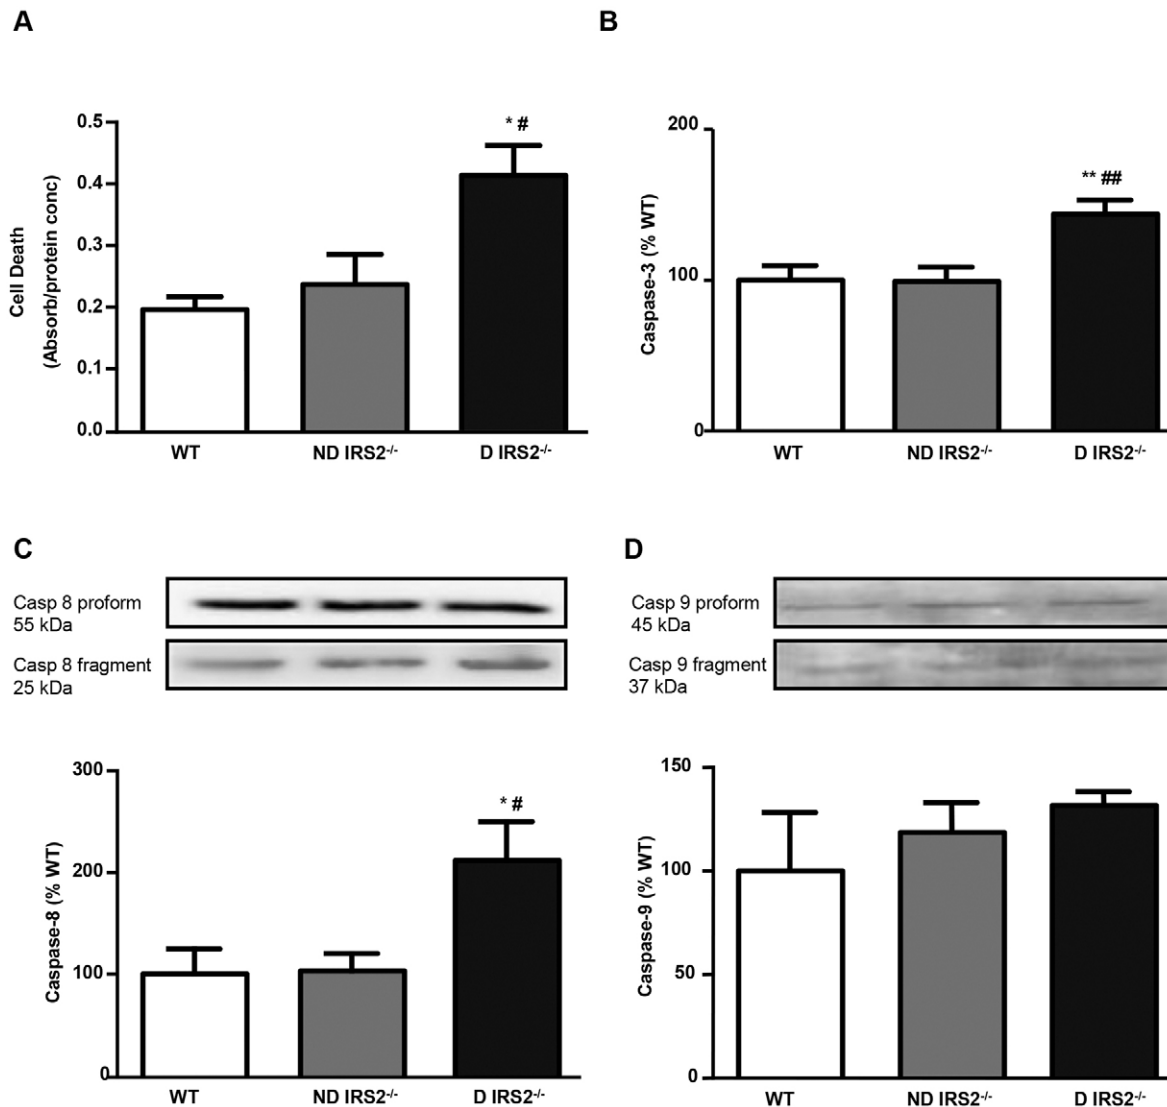 A
B
0.5
0.4
0.3
0.2
0.1
0.0
Cell Death
(Absorb/protein conc)
* #
WT
ND IRS2-/-
D IRS2-/-
200
100
0
Caspase-3 (% WT)
** ##
WT
ND IRS2-/-
D IRS2-/-
C
D
Casp 8 proform
55 kDa
Casp 8 fragment
25 kDa
Casp 9 proform
45 kDa
Casp 9 fragment
37 kDa
300
200
100
0
Caspase-8 (% WT)
* #
WT
ND IRS2-/-
D IRS2-/-
150
100
50
0
Caspase-9 (% WT)
WT
ND IRS2-/-
D IRS2-/-